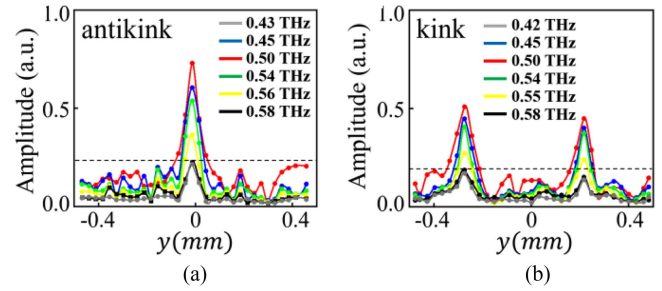 antikink
0.43 THz
0.45 THz
0.50 THz
0.54 THz
0.56 THz
0.58 THz
Amplitude (a.u.)
1.0
0.5
0.0
-0.4
0
0.4
y(mm)
(a)
kink
0.42 THz
0.45 THz
0.50 THz
0.54 THz
0.55 THz
0.58 THz
Amplitude (a.u.)
1.0
0.5
0.0
-0.4
0
0.4
y(mm)
(b)